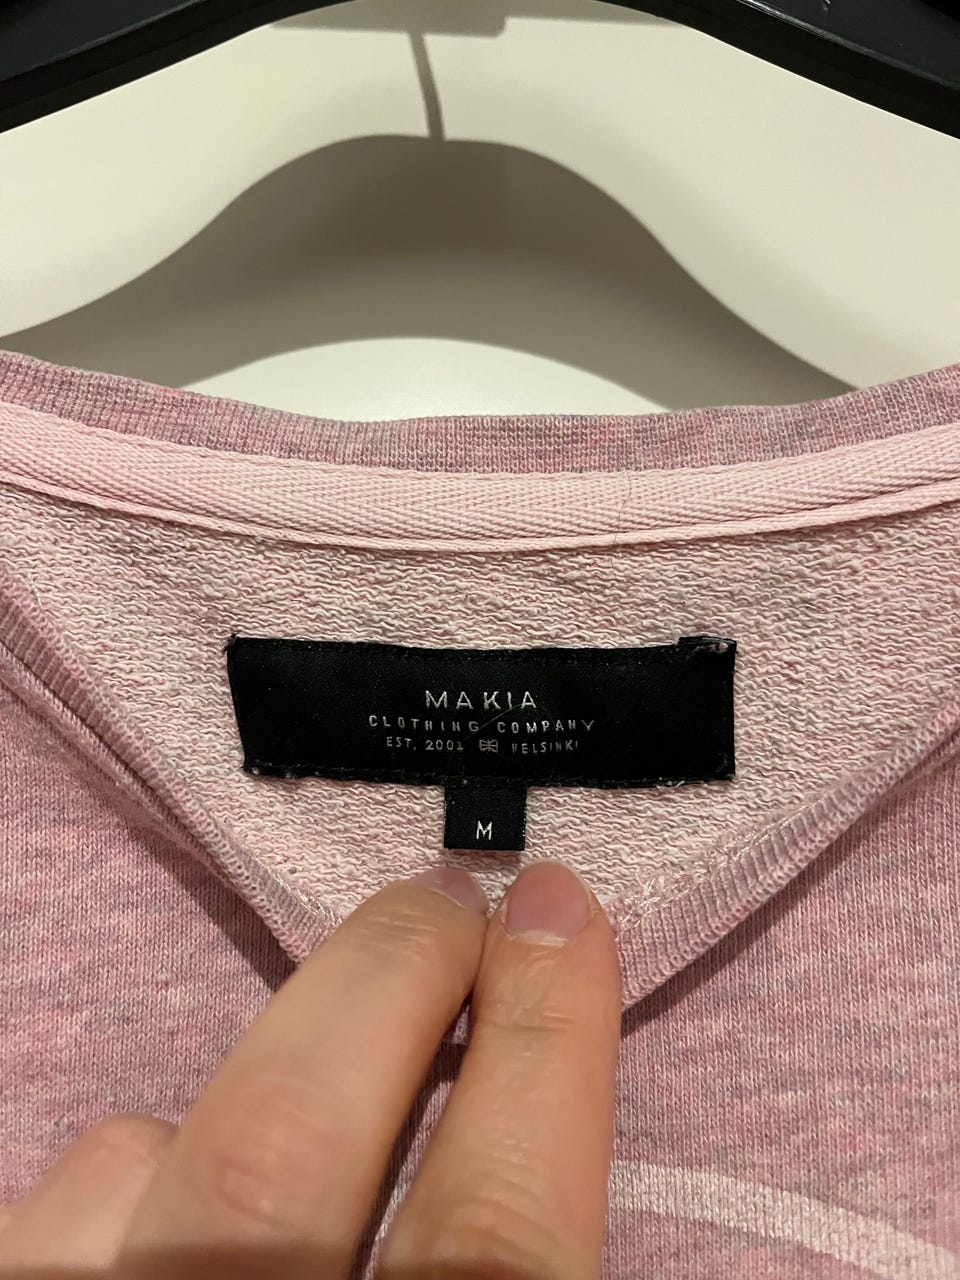 MAKIA
CLOTHING COMPANY
EST. 2001 HELSINKI
M